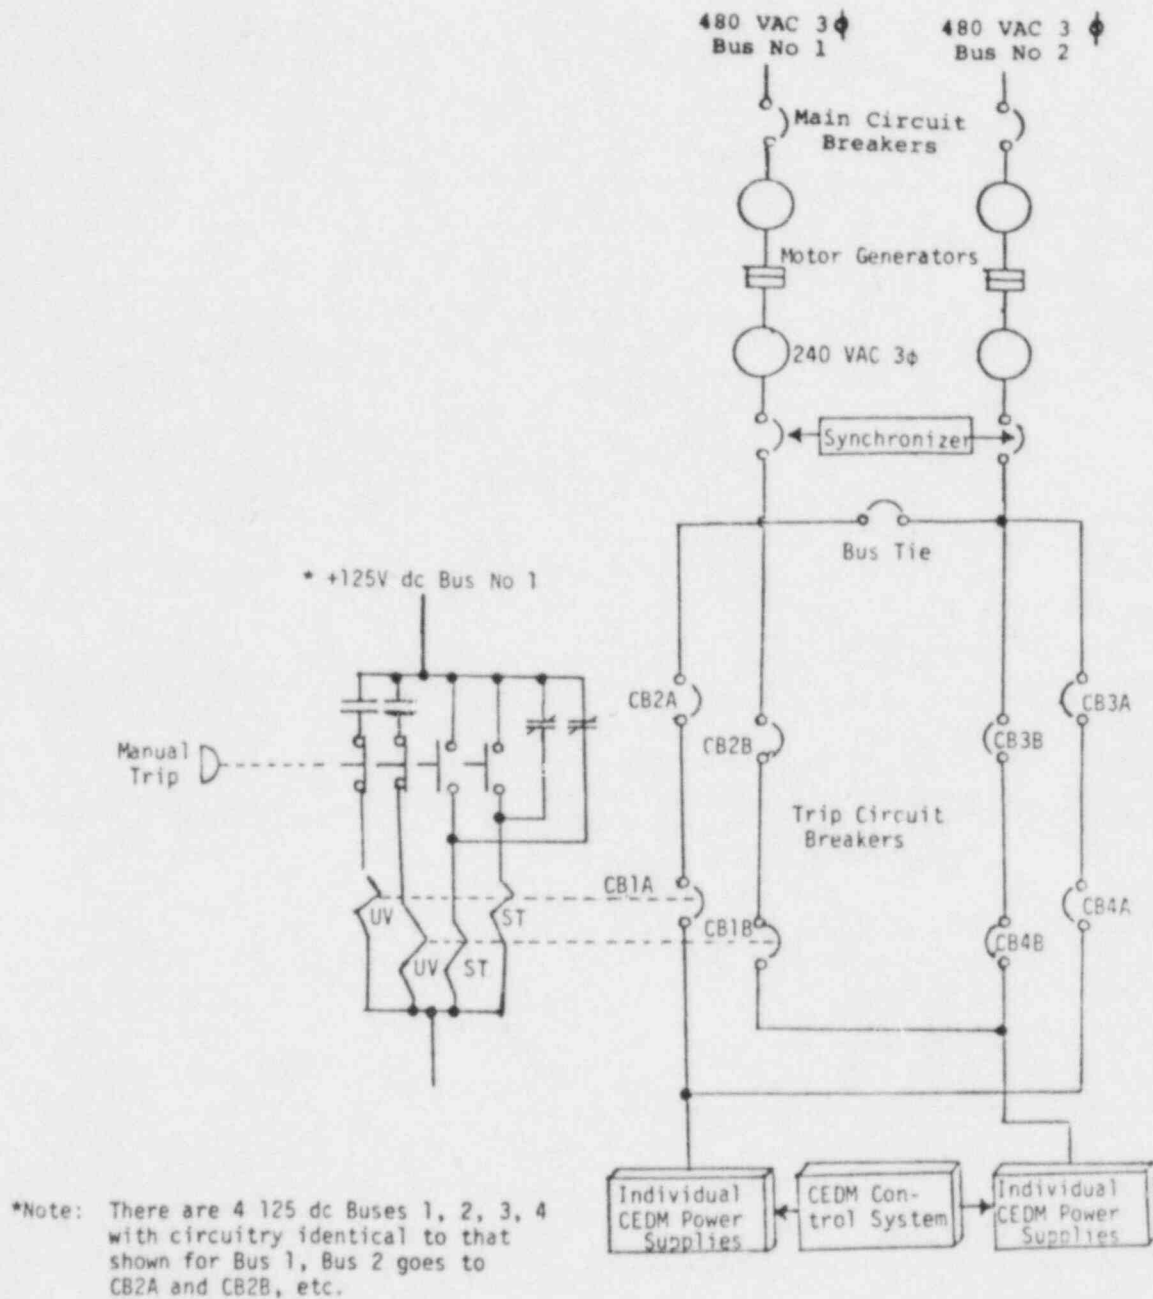 480 VAC 3 ϕ
Bus No 1
480 VAC 3 ϕ
Bus No 2
Main Circuit
Breakers
Motor Generators
240 VAC 3ϕ
Synchronizer
Bus Tie
* +125V dc Bus No 1
CB2A
CB2B
CB3B
CB3A
Manual
Trip
Trip Circuit
Breakers
CB1A
CB1B
CB4B
CB4A
UV
ST
UV
ST
Individual
CEDM Power
Supplies
CEDM Con-
trol System
Individual
CEDM Power
Supplies
*Note: There are 4 125 dc Buses 1, 2, 3, 4
with circuitry identical to that
shown for Bus 1, Bus 2 goes to
CB2A and CB2B, etc.